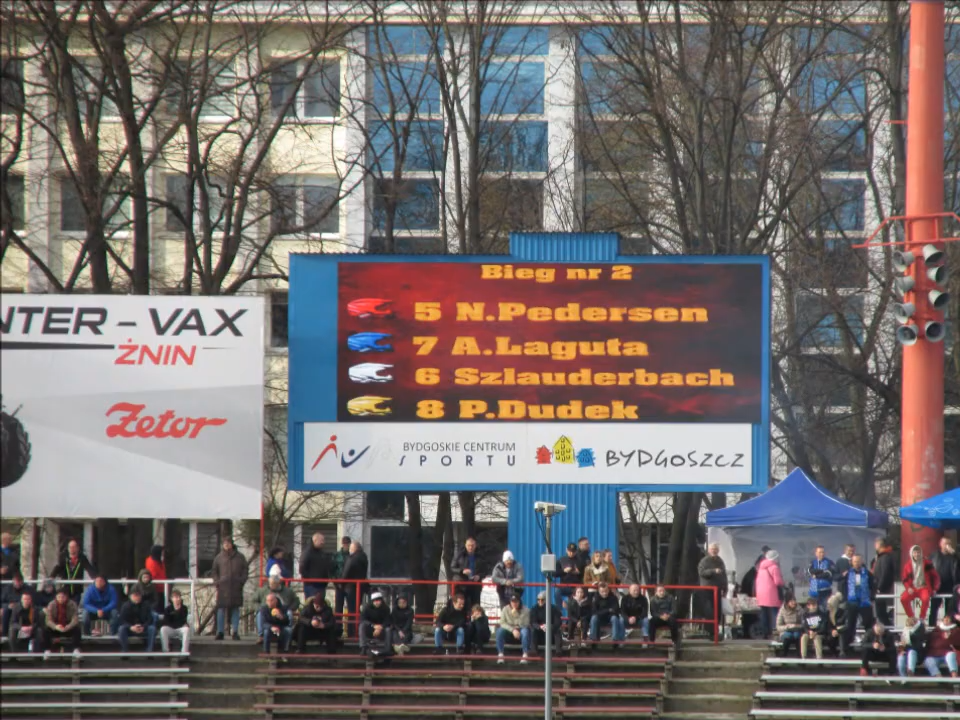 NTER - VAX
ŻNIN
Zetor
Bieg nr 2
5 N.Pedersen
7 A.Laguta
6 Szlauderbach
8 P.Dudek
BYDGOSKIE CENTRUM
SPORTU
BYDGOSZCZ